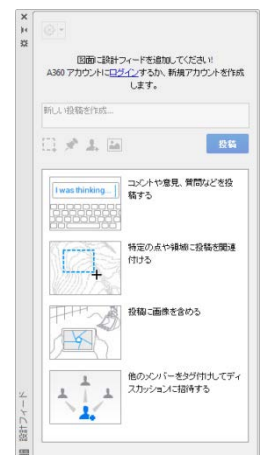 図面に設計フィードを追加してください!
A360 アカウントにログインするか、新規アカウントを作成
します。
新しい投稿を作成...
投稿
I was thinking...
コメントや意見、質問などを投
稿する
特定の点や領域に投稿を関連
付ける
投稿に画像を含める
他のメンバーをタグ付けしてディ
スカッションに招待する
設計フィード